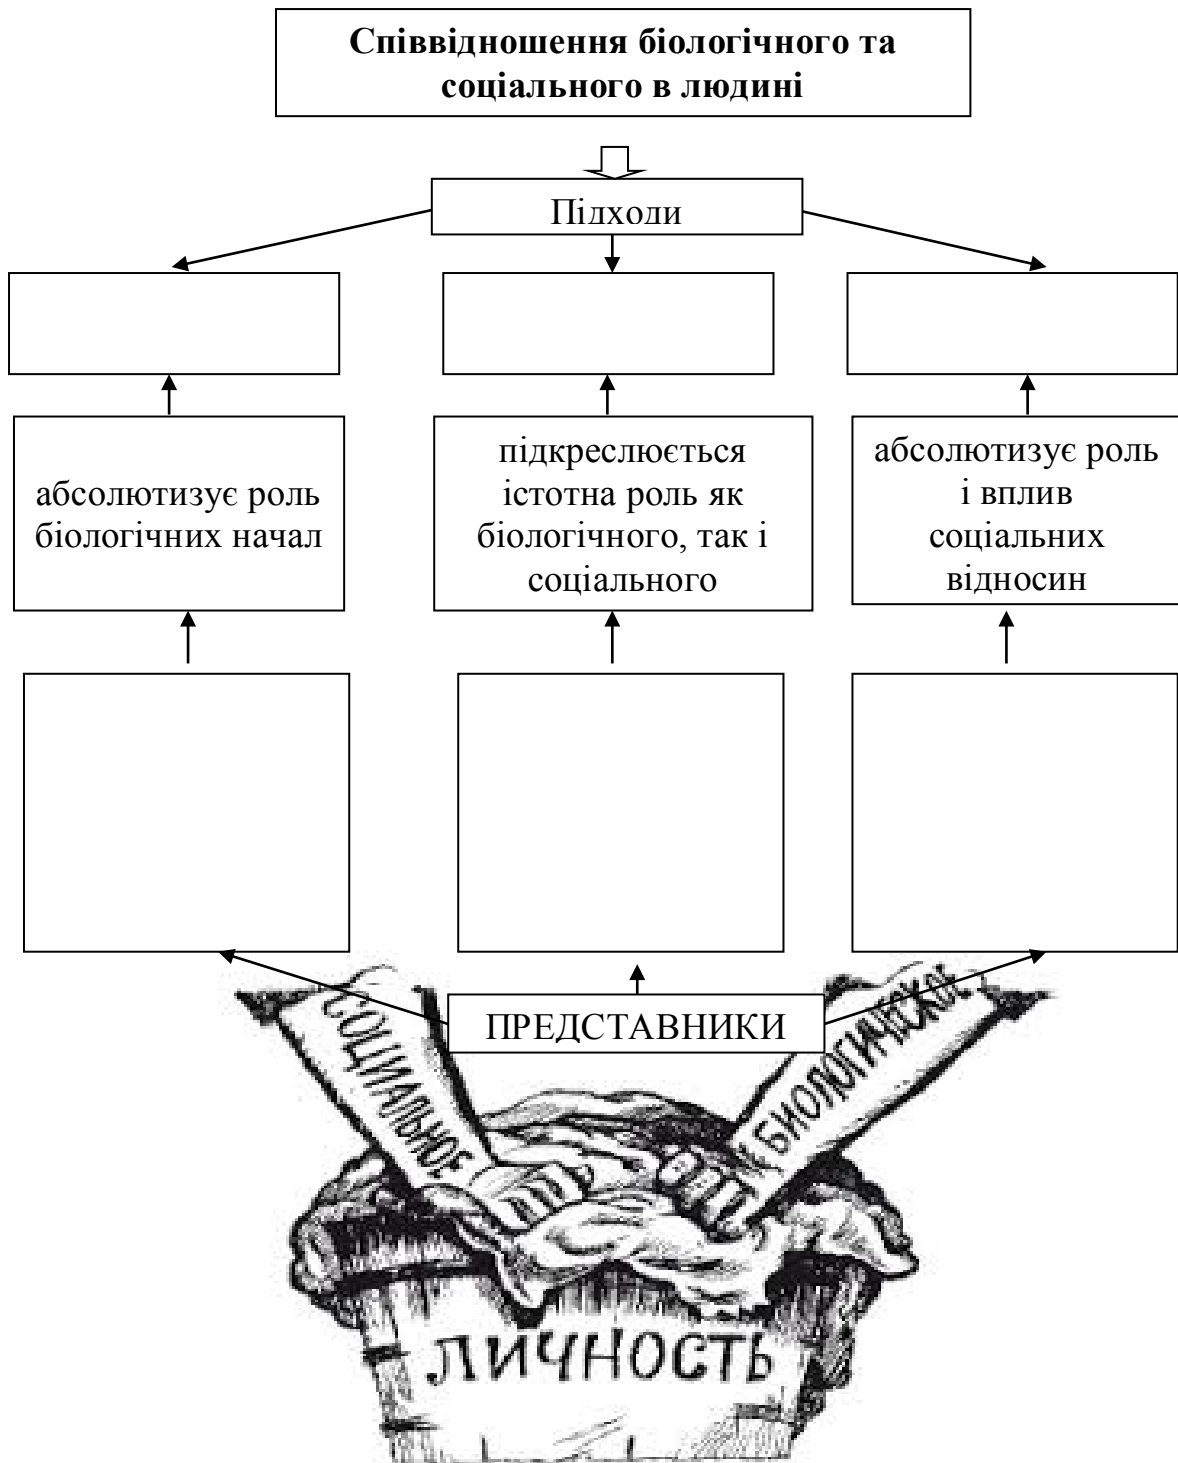 Співвідношення біологічного та
соціального в людині
Підходи
абсолютизує роль
біологічних начал
підкреслюється
істотна роль як
біологічного, так і
соціального
абсолютизує роль
і вплив
соціальних
відносин
ПРЕДСТАВНИКИ
СОЦИАЛЬНОЕ
БИОЛОГИЧЕСКОЕ
ЛИЧНОСТЬ